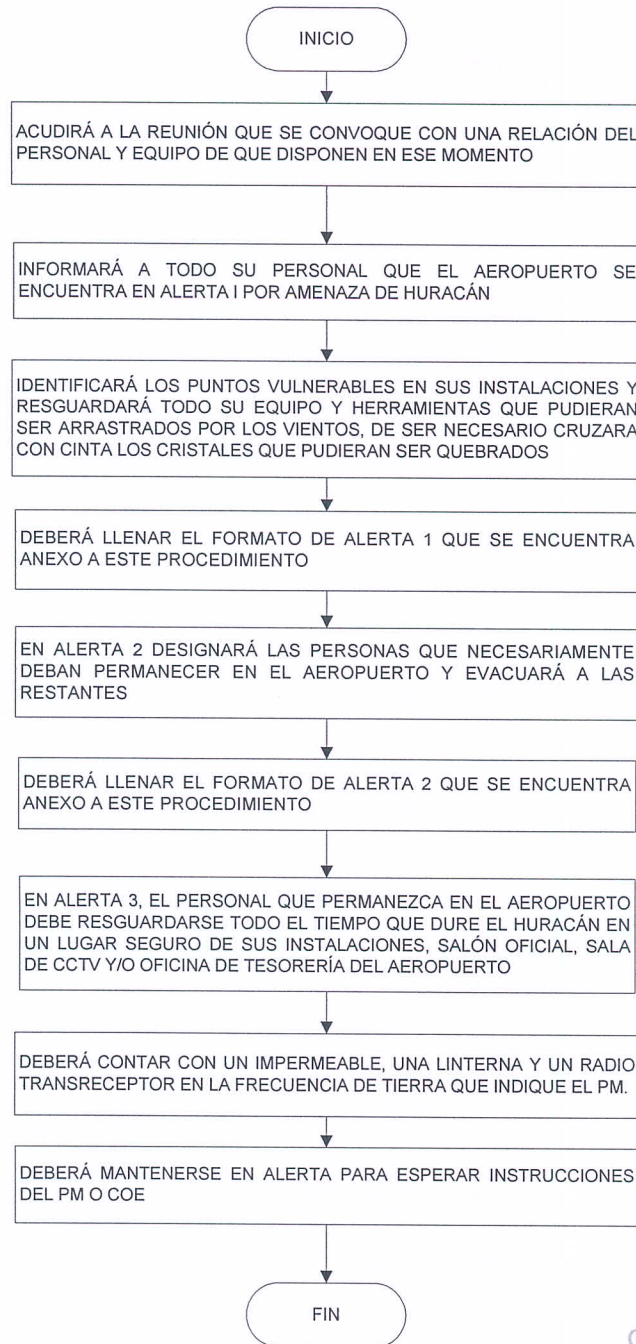 INICIO
ACUDIRÁ A LA REUNIÓN QUE SE CONVOQUE CON UNA RELACIÓN DEL
PERSONAL Y EQUIPO DE QUE DISPONEN EN ESE MOMENTO
INFORMARÁ A TODO SU PERSONAL QUE EL AEROPUERTO SE
ENCUENTRA EN ALERTA I POR AMENAZA DE HURACÁN
IDENTIFICARÁ LOS PUNTOS VULNERABLES EN SUS INSTALACIONES Y
RESGUARDARÁ TODO SU EQUIPO Y HERRAMIENTAS QUE PUDIERAN
SER ARRASTRADOS POR LOS VIENTOS, DE SER NECESARIO CRUZARA
CON CINTA LOS CRISTALES QUE PUDIERAN SER QUEBRADOS
DEBERÁ LLENAR EL FORMATO DE ALERTA 1 QUE SE ENCUENTRA
ANEXO A ESTE PROCEDIMIENTO
EN ALERTA 2 DESIGNARÁ LAS PERSONAS QUE NECESARIAMENTE
DEBAN PERMANECER EN EL AEROPUERTO Y EVACUARÁ A LAS
RESTANTES
DEBERÁ LLENAR EL FORMATO DE ALERTA 2 QUE SE ENCUENTRA
ANEXO A ESTE PROCEDIMIENTO
EN ALERTA 3, EL PERSONAL QUE PERMANEZCA EN EL AEROPUERTO
DEBE RESGUARDARSE TODO EL TIEMPO QUE DURE EL HURACÁN EN
UN LUGAR SEGURO DE SUS INSTALACIONES, SALÓN OFICIAL, SALA
DE CCTV Y/O OFICINA DE TESORERÍA DEL AEROPUERTO
DEBERÁ CONTAR CON UN IMPERMEABLE, UNA LINTERNA Y UN RADIO
TRANSRECEPTOR EN LA FRECUENCIA DE TIERRA QUE INDIQUE EL PM.
DEBERÁ MANTENERSE EN ALERTA PARA ESPERAR INSTRUCCIONES
DEL PM O COE
FIN